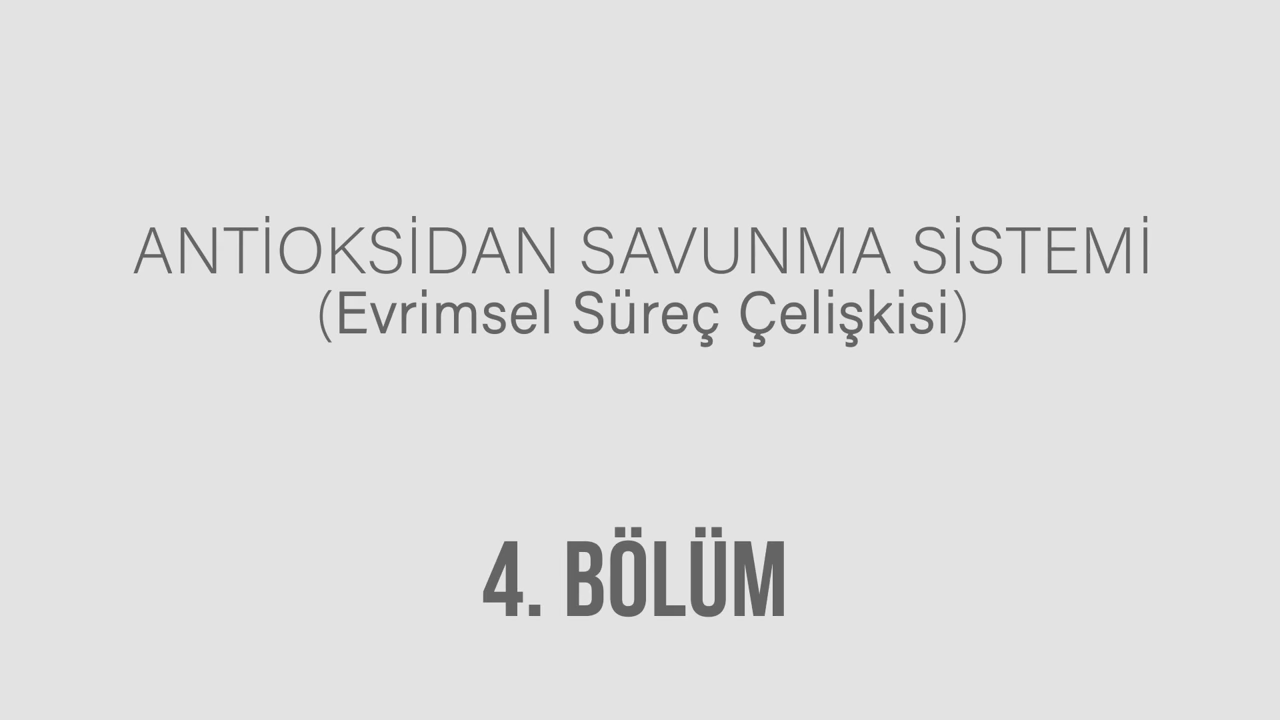 ANTİOKSİDAN SAVUNMA SİSTEMİ
(Evrimsel Süreç Çelişkisi)
4. BÖLÜM